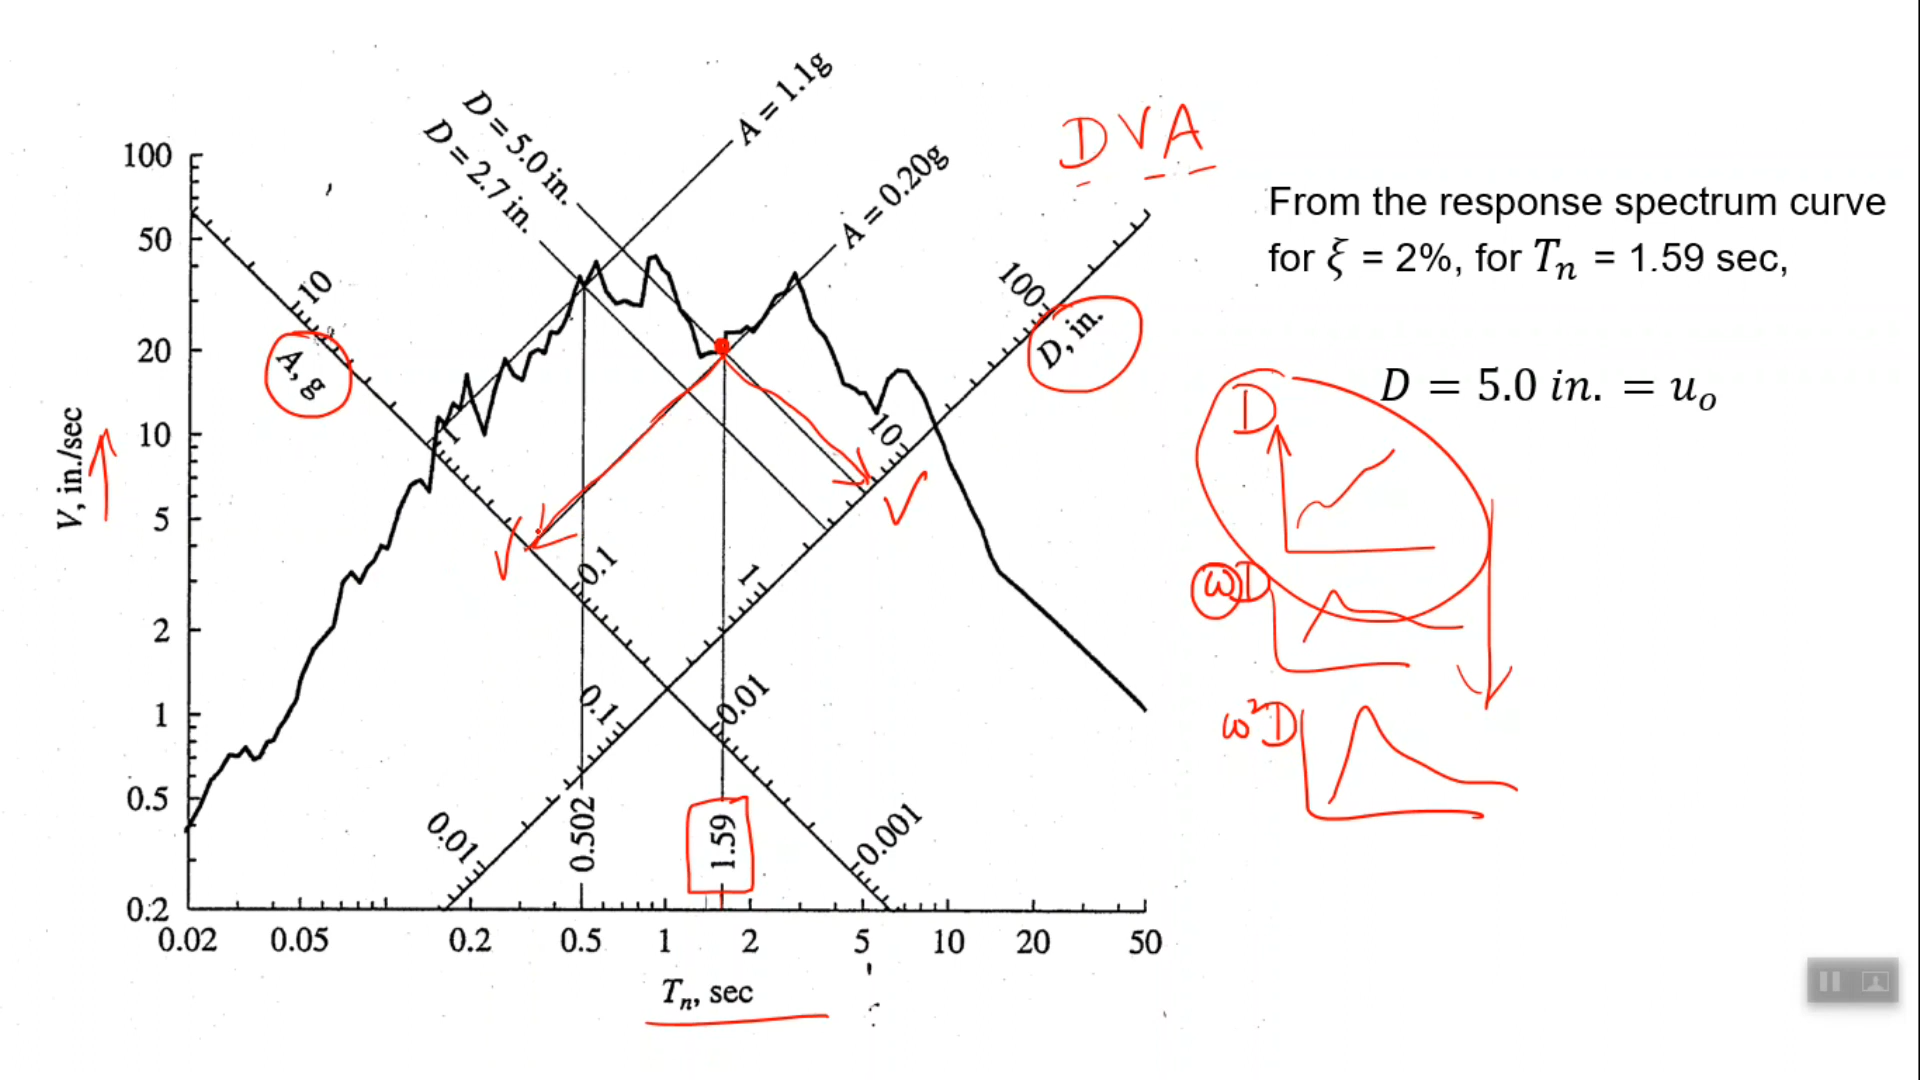 D = 5.0 in.
D = 2.7 in.
A = 1.1g
A = 0.20g
D V A
From the response spectrum curve
for ξ = 2%, for Tₙ = 1.59 sec,
D = 5.0 in. = uₒ
100
50
20
10
5
2
1
0.5
0.2
V, in./sec
10
A, g
1
0.1
0.01
0.001
100
D, in.
10
1
0.1
0.01
0.502
1.59
0.02 0.05 0.2 0.5 1 2 5 10 20 50
Tₙ, sec
D
ωD
ω²D